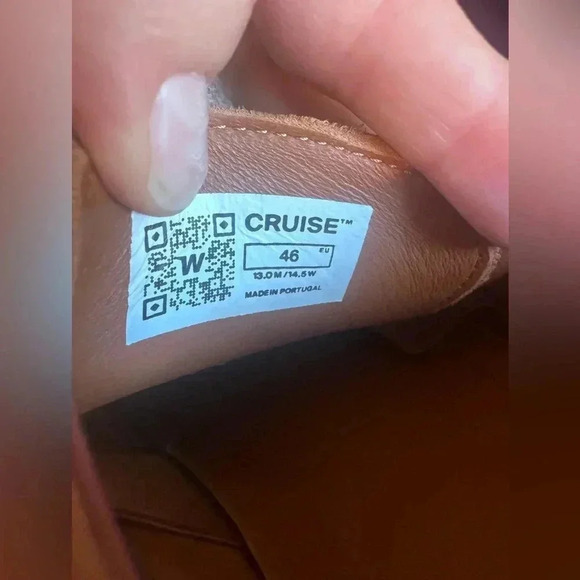 CRUISE™
W
46 EU
13.0 M / 14.5 W
MADE IN PORTUGAL